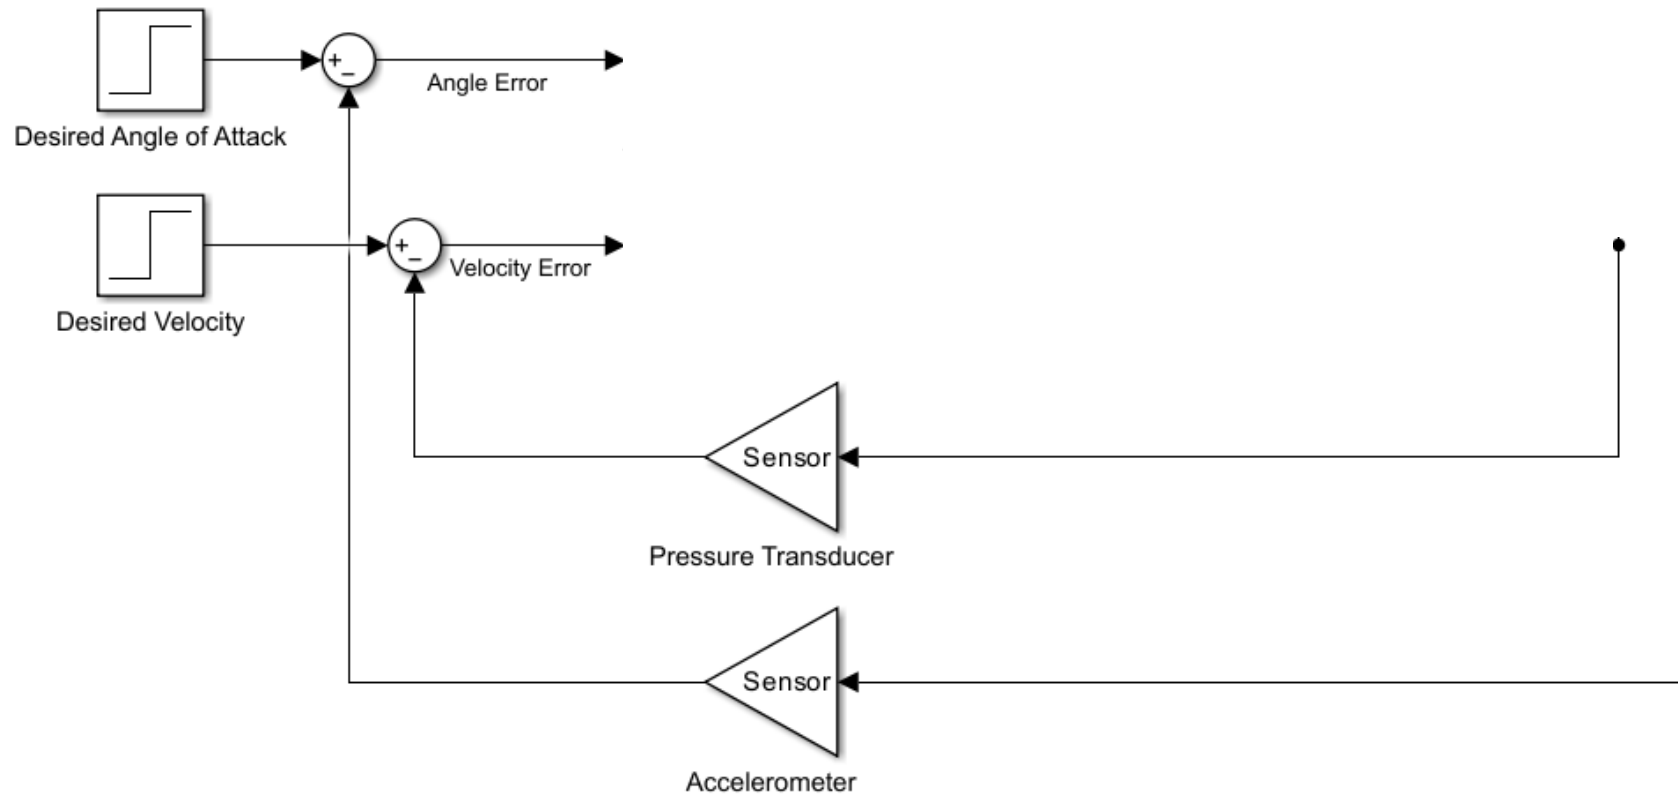 +
−
Angle Error
Desired Angle of Attack
+
−
Velocity Error
Desired Velocity
Sensor
Pressure Transducer
Sensor
Accelerometer